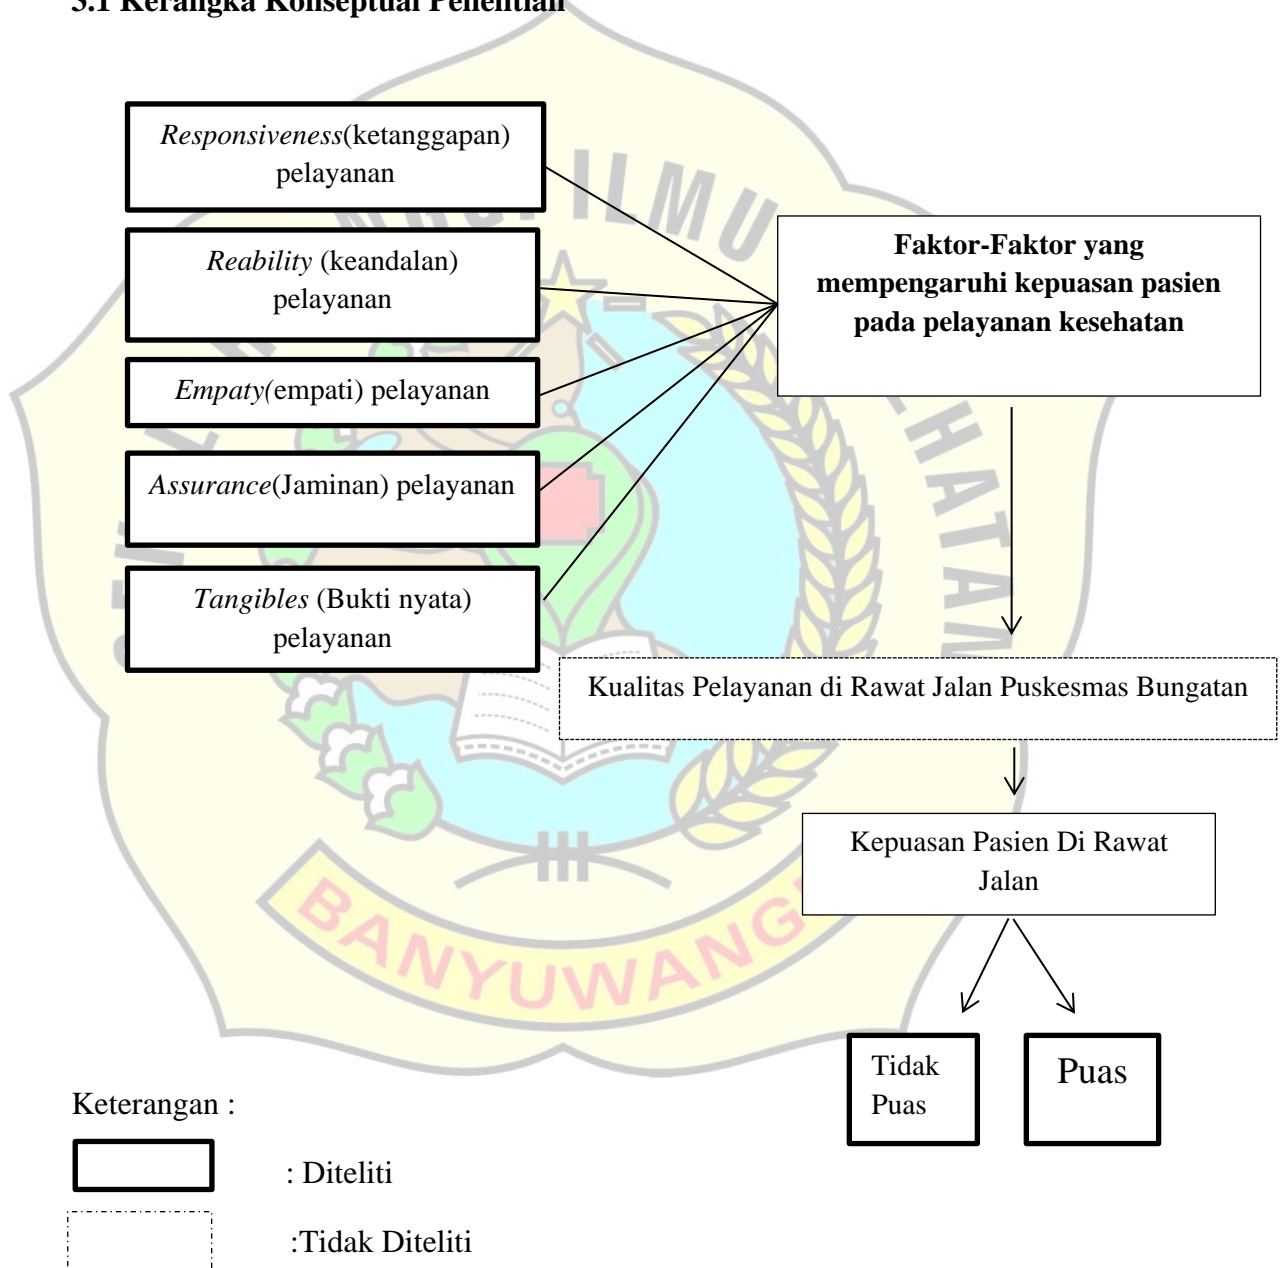 3.1 Kerangka Konseptual Penelitian
Responsiveness(ketanggapan)
pelayanan
Reability (keandalan)
pelayanan
Empaty(empati) pelayanan
Assurance(Jaminan) pelayanan
Tangibles (Bukti nyata)
pelayanan
Faktor-Faktor yang
mempengaruhi kepuasan pasien
pada pelayanan kesehatan
Kualitas Pelayanan di Rawat Jalan Puskesmas Bungatan
Kepuasan Pasien Di Rawat
Jalan
Tidak
Puas
Puas
Keterangan :
: Diteliti
:Tidak Diteliti
ILMU
BANYUWANG